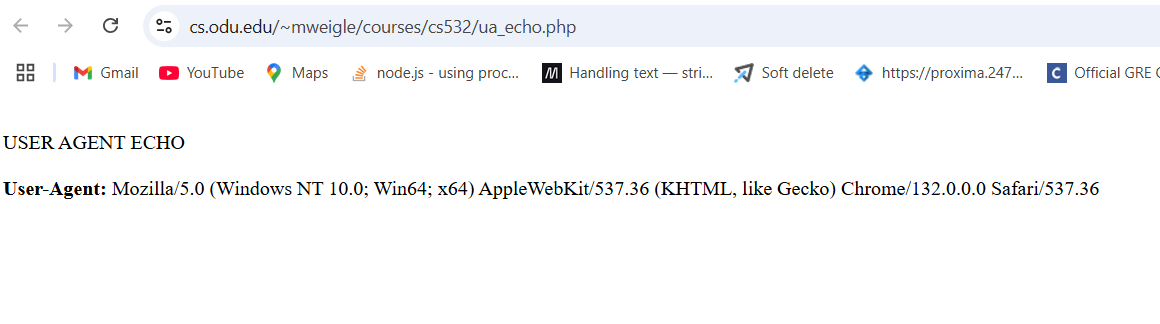 cs.odu.edu/~mweigle/courses/cs532/ua_echo.php
Gmail YouTube Maps node.js - using proc... Handling text — stri... Soft delete https://proxima.247... Official GRE
USER AGENT ECHO
User-Agent: Mozilla/5.0 (Windows NT 10.0; Win64; x64) AppleWebKit/537.36 (KHTML, like Gecko) Chrome/132.0.0.0 Safari/537.36